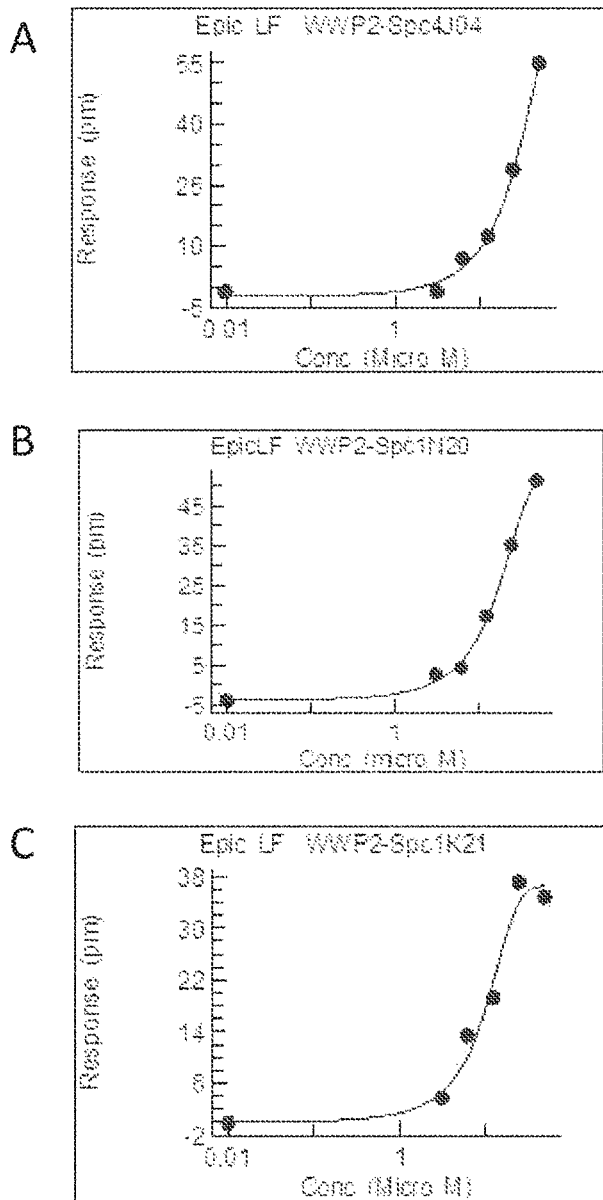 A
Epic LF WWP2-Spc4J04
Response (pm)
55
40
25
10
-5
0.01
1
Conc (Micro M)
B
EpicLF WWP2-Spc1N20
Response (pm)
45
35
25
15
5
-5
0.01
1
Conc (micro M)
C
Epic LF WWP2-Spc1K21
Response (pm)
38
30
22
14
6
-2
0.01
1
Conc (Micro M)